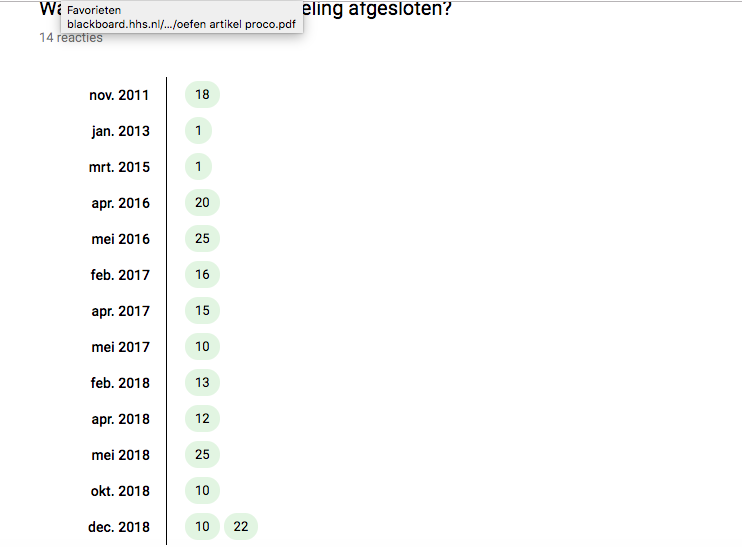 Wa eling afgesloten?
Favorieten
blackboard.hhs.nl/.../oefen artikel proco.pdf
14 reacties
nov. 2011 18
jan. 2013 1
mrt. 2015 1
apr. 2016 20
mei 2016 25
feb. 2017 16
apr. 2017 15
mei 2017 10
feb. 2018 13
apr. 2018 12
mei 2018 25
okt. 2018 10
dec. 2018 10 22